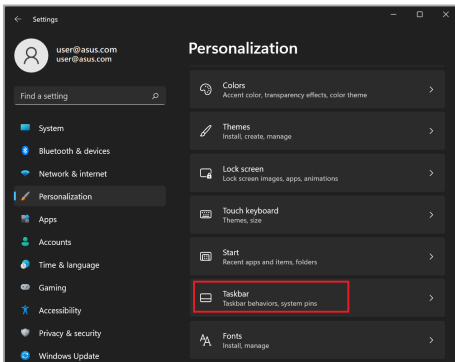 Settings
user@asus.com
user@asus.com
Find a setting
System
Bluetooth & devices
Network & internet
Personalization
Apps
Accounts
Time & language
Gaming
Accessibility
Privacy & security
Windows Update
Personalization
Colors
Accent color, transparency effects, color theme
Themes
Install, create, manage
Lock screen
Lock screen images, apps, animations
Touch keyboard
Themes, size
Start
Recent apps and items, folders
Taskbar
Taskbar behaviors, system pins
Fonts
Install, manage